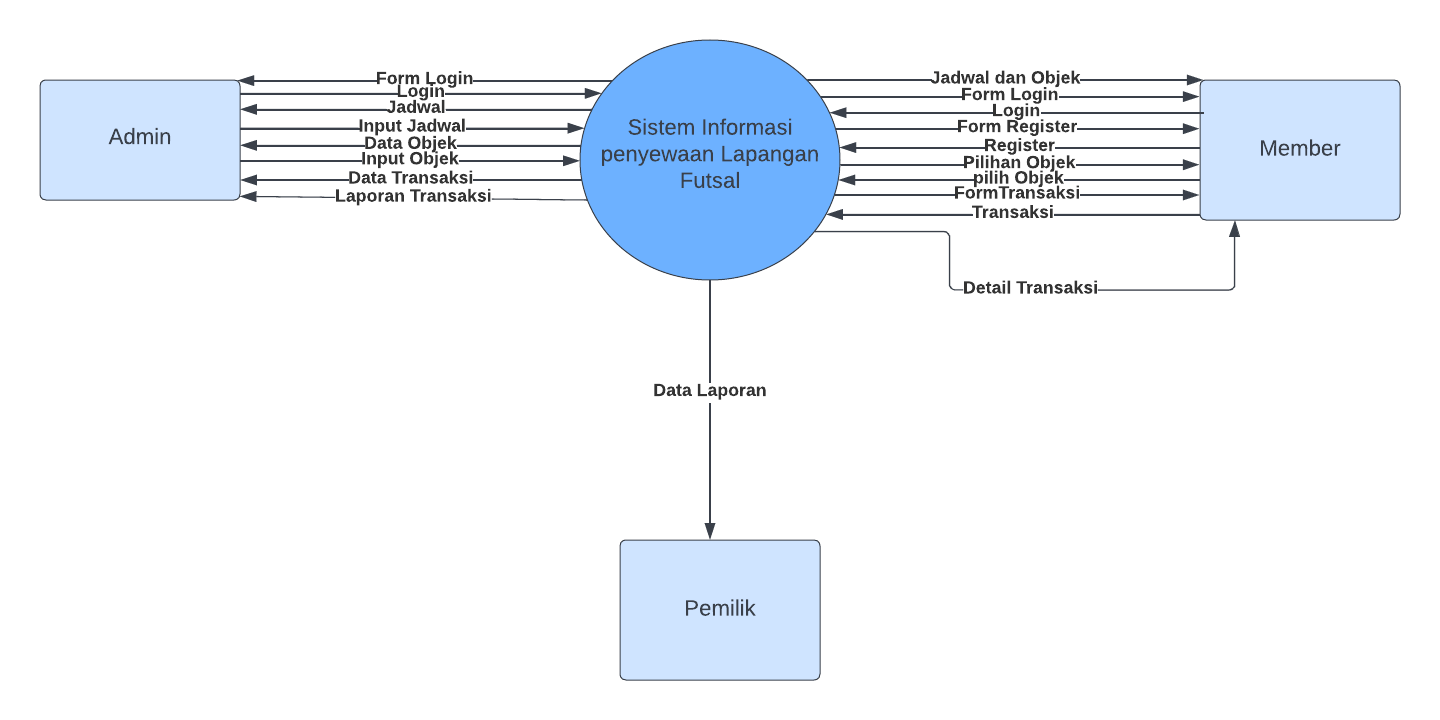 Admin
Form Login
Login
Jadwal
Input Jadwal
Data Objek
Input Objek
Data Transaksi
Laporan Transaksi
Sistem Informasi
penyewaan Lapangan
Futsal
Jadwal dan Objek
Form Login
Login
Form Register
Register
Pilihan Objek
pilih Objek
FormTransaksi
Transaksi
Detail Transaksi
Member
Data Laporan
Pemilik